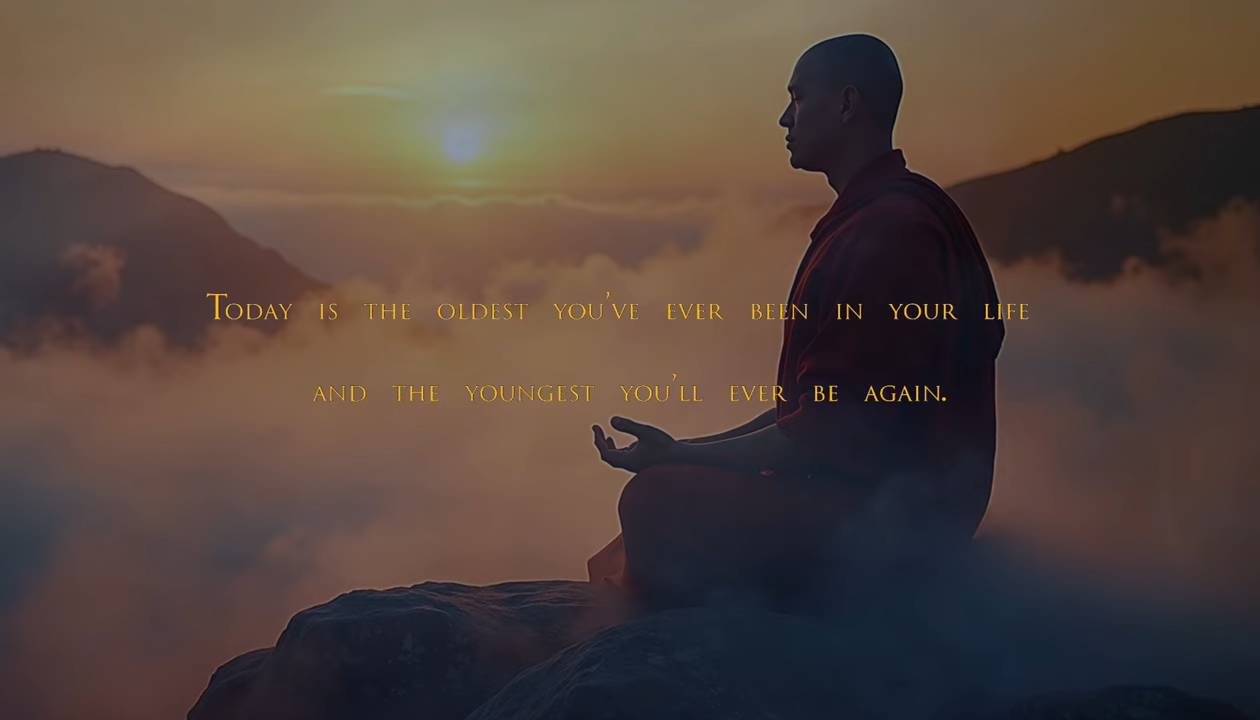 Today is the oldest you've ever been in your life
and the youngest you'll ever be again.